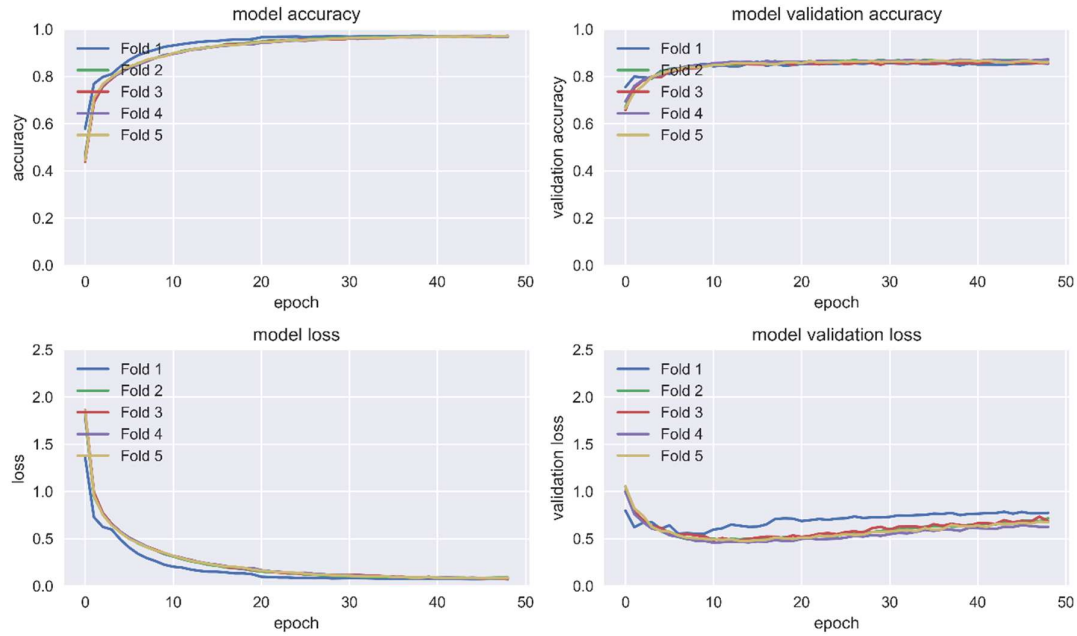 model accuracy
1.0
0.8
0.6
0.4
0.2
0.0
accuracy
Fold 1
Fold 2
Fold 3
Fold 4
Fold 5
0 10 20 30 40 50
epoch
model validation accuracy
1.0
0.8
0.6
0.4
0.2
0.0
validation accuracy
Fold 1
Fold 2
Fold 3
Fold 4
Fold 5
0 10 20 30 40 50
epoch
model loss
2.5
2.0
1.5
1.0
0.5
0.0
loss
Fold 1
Fold 2
Fold 3
Fold 4
Fold 5
0 10 20 30 40 50
epoch
model validation loss
2.5
2.0
1.5
1.0
0.5
0.0
validation loss
Fold 1
Fold 2
Fold 3
Fold 4
Fold 5
0 10 20 30 40 50
epoch